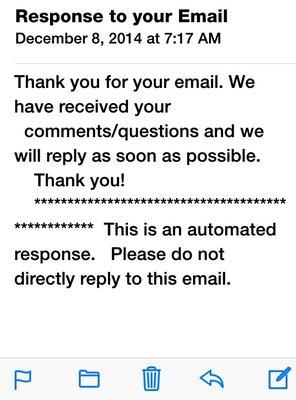 Response to your Email
December 8, 2014 at 7:17 AM
Thank you for your email. We
have received your
comments/questions and we
will reply as soon as possible.
Thank you!
**************************************
************ This is an automated
response. Please do not
directly reply to this email.